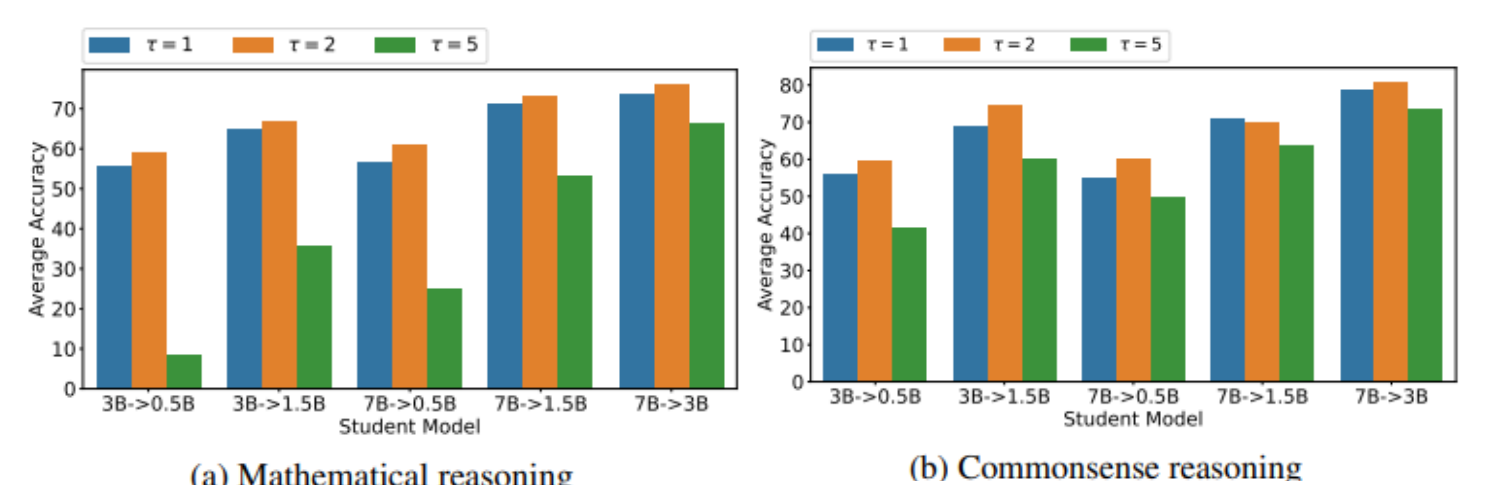 τ = 1 τ = 2 τ = 5
70
60
50
40
30
20
10
0
Average Accuracy
3B->0.5B 3B->1.5B 7B->0.5B 7B->1.5B 7B->3B
Student Model
(a) Mathematical reasoning
τ = 1 τ = 2 τ = 5
80
70
60
50
40
30
20
10
0
Average Accuracy
3B->0.5B 3B->1.5B 7B->0.5B 7B->1.5B 7B->3B
Student Model
(b) Commonsense reasoning